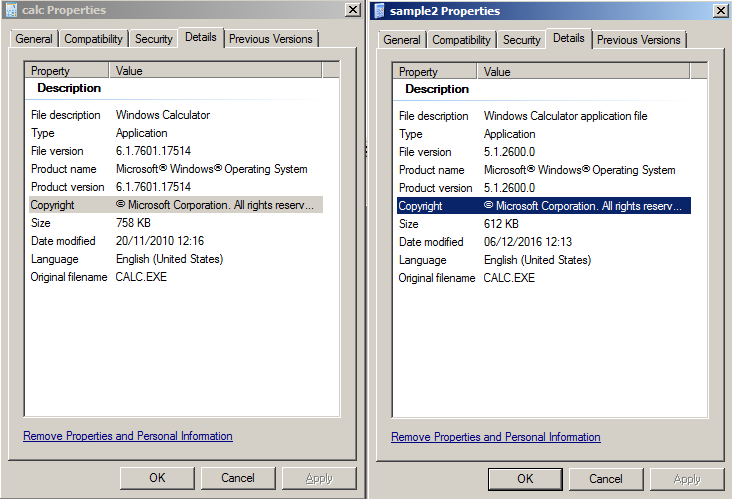 calc Properties
General Compatibility Security Details Previous Versions
Property Value
Description
File description Windows Calculator
Type Application
File version 6.1.7601.17514
Product name Microsoft® Windows® Operating System
Product version 6.1.7601.17514
Copyright © Microsoft Corporation. All rights reserv...
Size 758 KB
Date modified 20/11/2010 12:16
Language English (United States)
Original filename CALC.EXE
Remove Properties and Personal Information
OK Cancel Apply
sample2 Properties
General Compatibility Security Details Previous Versions
Property Value
Description
File description Windows Calculator application file
Type Application
File version 5.1.2600.0
Product name Microsoft® Windows® Operating System
Product version 5.1.2600.0
Copyright © Microsoft Corporation. All rights reserv...
Size 612 KB
Date modified 06/12/2016 12:13
Language English (United States)
Original filename CALC.EXE
Remove Properties and Personal Information
OK Cancel Apply